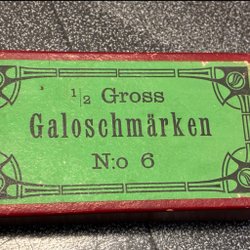 1/2 Gross
Galoschmärken
N:o 6